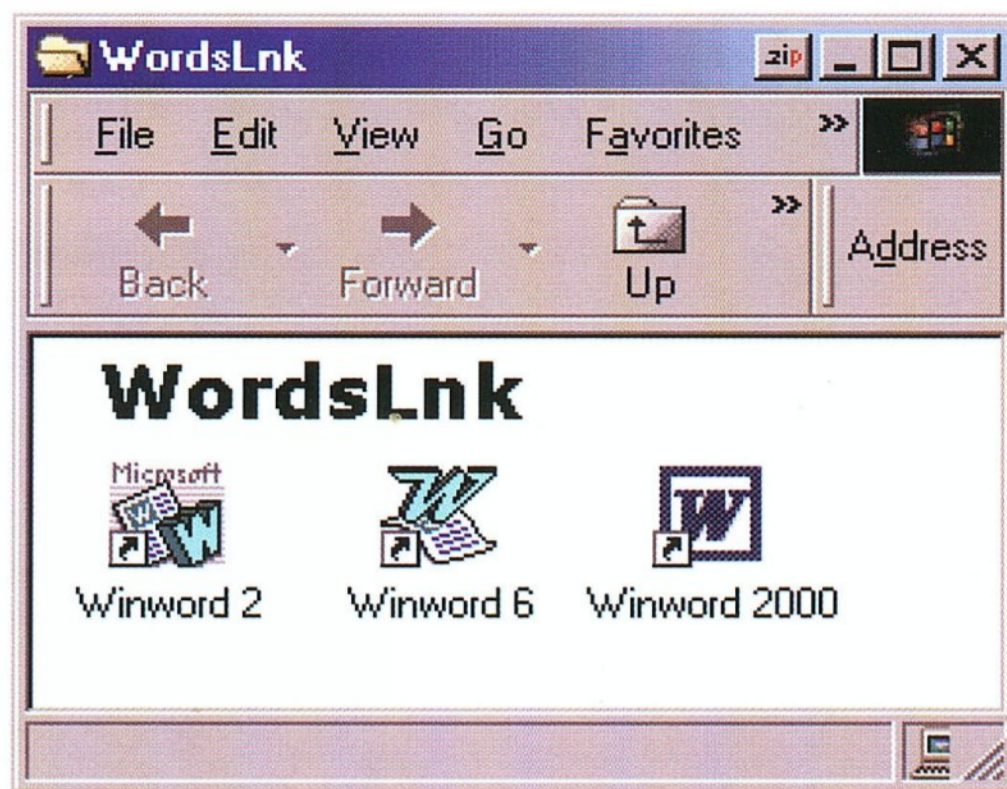 WordsLnk
zip
File Edit View Go Favorites »
Back Forward Up » Address
WordsLnk
Microsoft
W W W W
Winword 2 Winword 6 Winword 2000